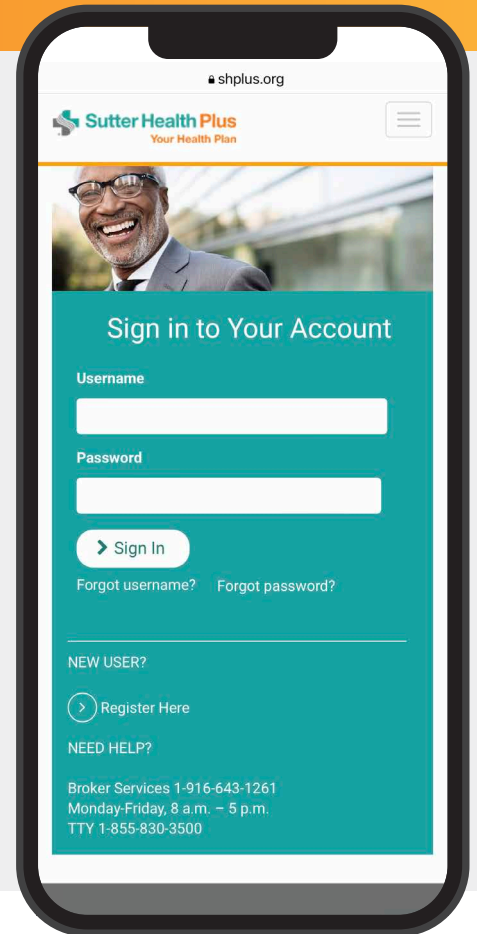 shplus.org
Sutter Health Plus
Your Health Plan
Sign in to Your Account
Username
Password
Sign In
Forgot username? Forgot password?
NEW USER?
Register Here
NEED HELP?
Broker Services 1-916-643-1261
Monday-Friday, 8 a.m. – 5 p.m.
TTY 1-855-830-3500